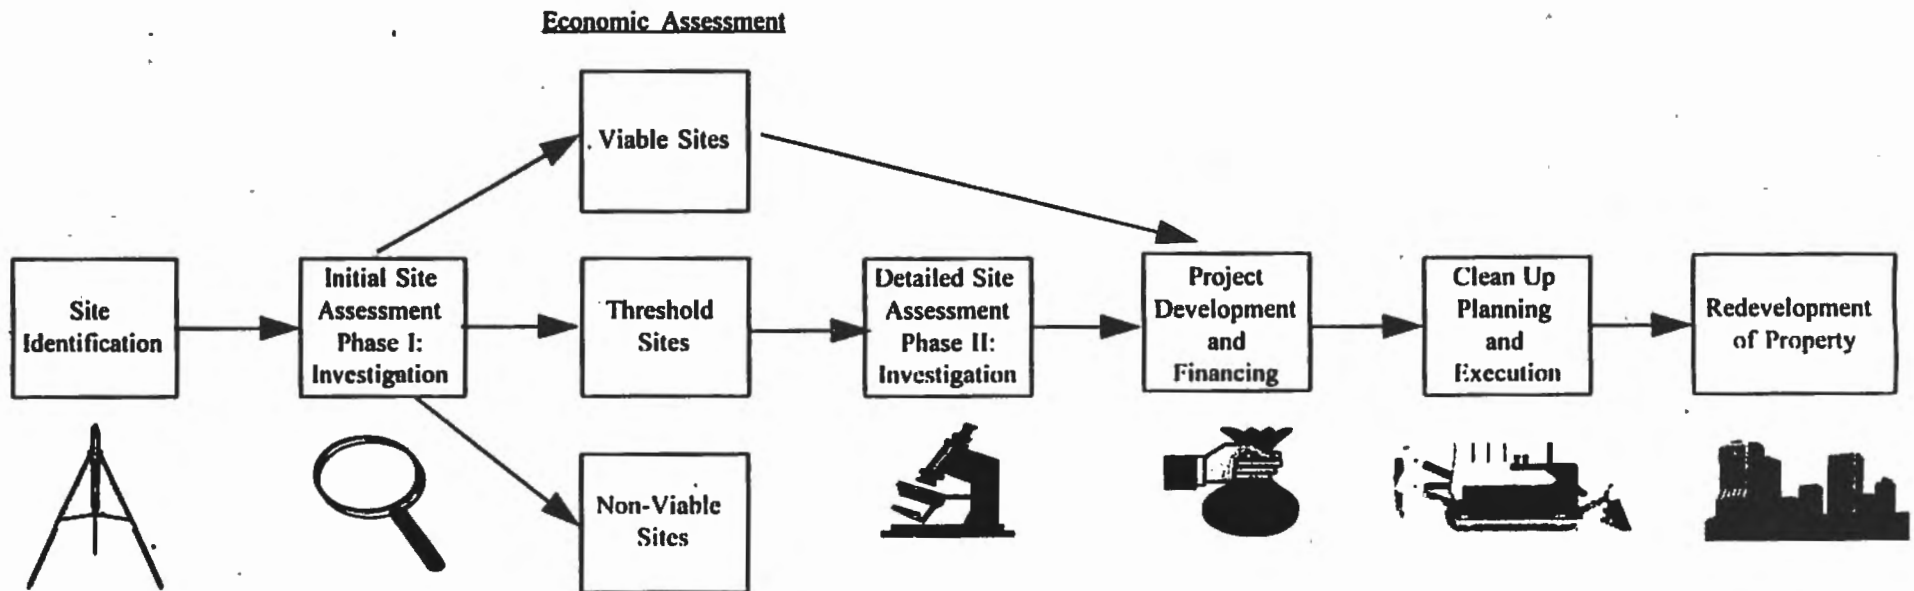 Economic Assessment
Viable Sites
Site
Identification
Initial Site
Assessment
Phase I:
Investigation
Threshold
Sites
Non-Viable
Sites
Detailed Site
Assessment
Phase II:
Investigation
Project
Development
and
Financing
Clean Up
Planning
and
Execution
Redevelopment
of Property